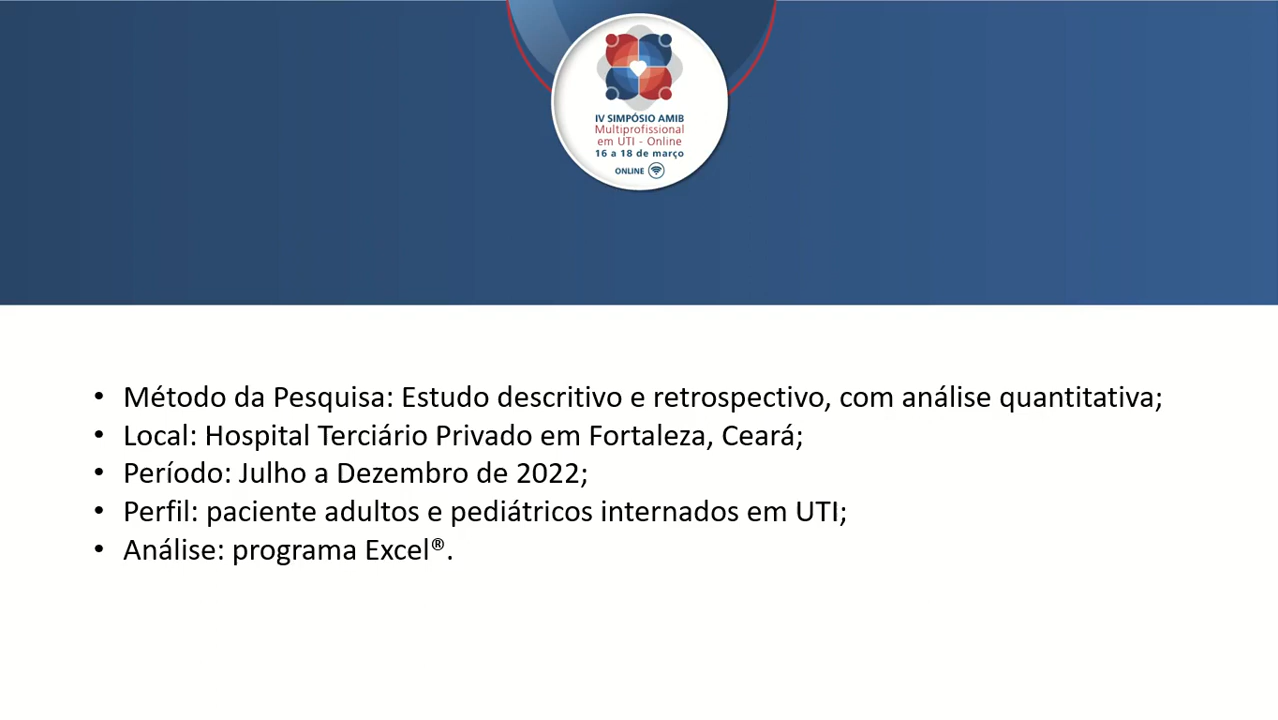 IV SIMPÓSIO AMIB
Multiprofissional
em UTI - Online
16 a 18 de março
ONLINE
• Método da Pesquisa: Estudo descritivo e retrospectivo, com análise quantitativa;
• Local: Hospital Terciário Privado em Fortaleza, Ceará;
• Período: Julho a Dezembro de 2022;
• Perfil: paciente adultos e pediátricos internados em UTI;
• Análise: programa Excel®.